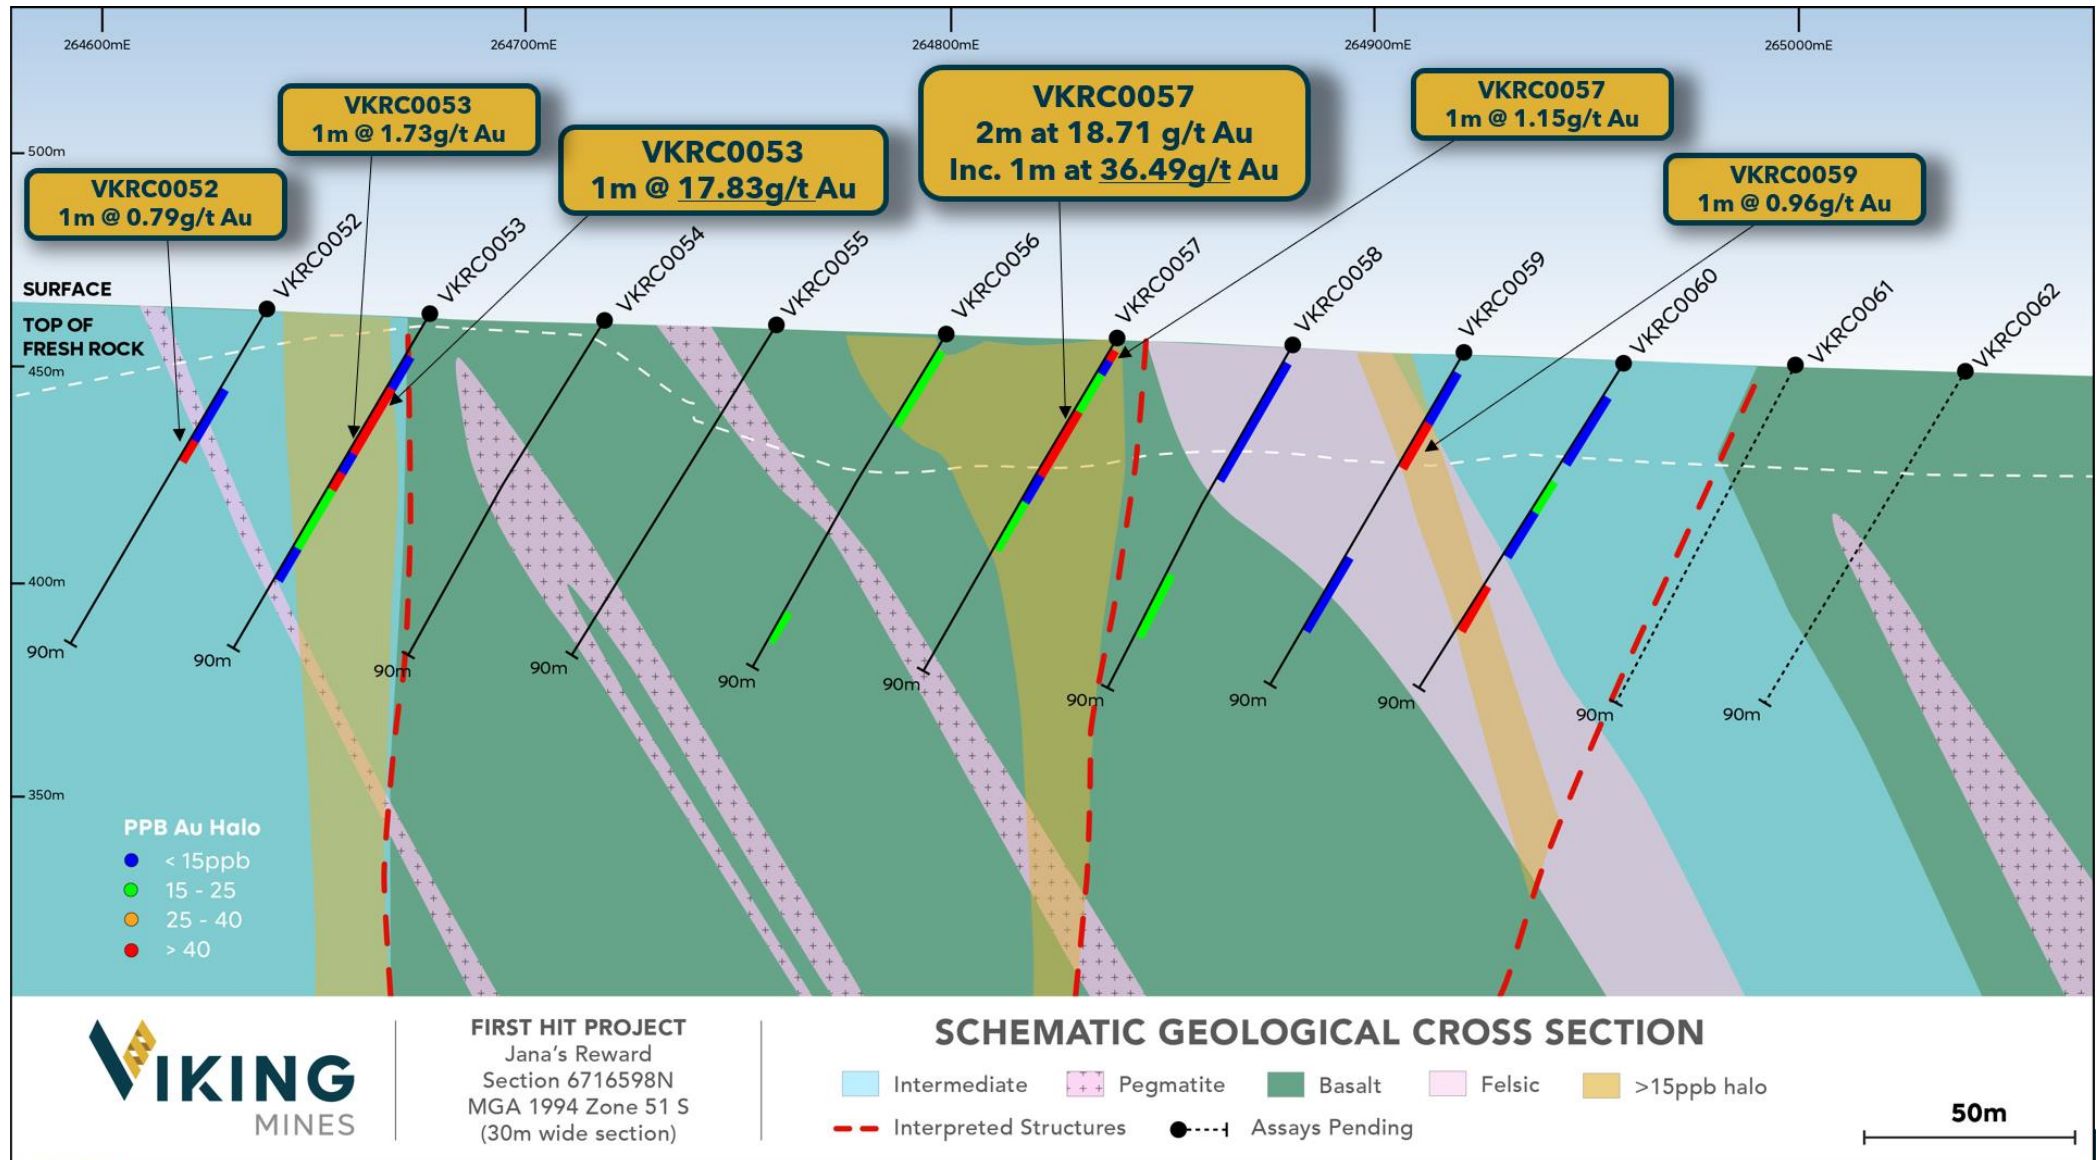 264600mE
264700mE
264800mE
264900mE
265000mE
VKRC0053
1m @ 1.73g/t Au
VKRC0053
1m @ 17.83g/t Au
VKRC0057
2m at 18.71 g/t Au
Inc. 1m at 36.49g/t Au
VKRC0057
1m @ 1.15g/t Au
500m
VKRC0052
1m @ 0.79g/t Au
VKRC0059
1m @ 0.96g/t Au
VKRC0052
VKRC0053
VKRC0054
VKRC0055
VKRC0056
VKRC0057
VKRC0058
VKRC0059
VKRC0060
VKRC0061
VKRC0062
SURFACE
TOP OF
FRESH ROCK
450m
400m
350m
90m
90m
90m
90m
90m
90m
90m
90m
90m
90m
90m
PPB Au Halo
< 15ppb
15 - 25
25 - 40
> 40
VIKING
MINES
FIRST HIT PROJECT
Jana's Reward
Section 6716598N
MGA 1994 Zone 51 S
(30m wide section)
SCHEMATIC GEOLOGICAL CROSS SECTION
Intermediate
Pegmatite
Basalt
Felsic
>15ppb halo
Interpreted Structures
Assays Pending
50m